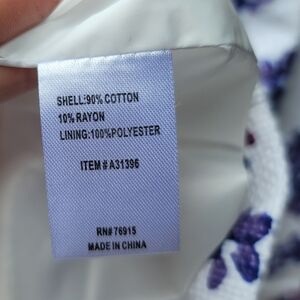 SHELL:90% COTTON
10% RAYON
LINING:100%POLYESTER
ITEM#A31396
RN#76915
MADE IN CHINA